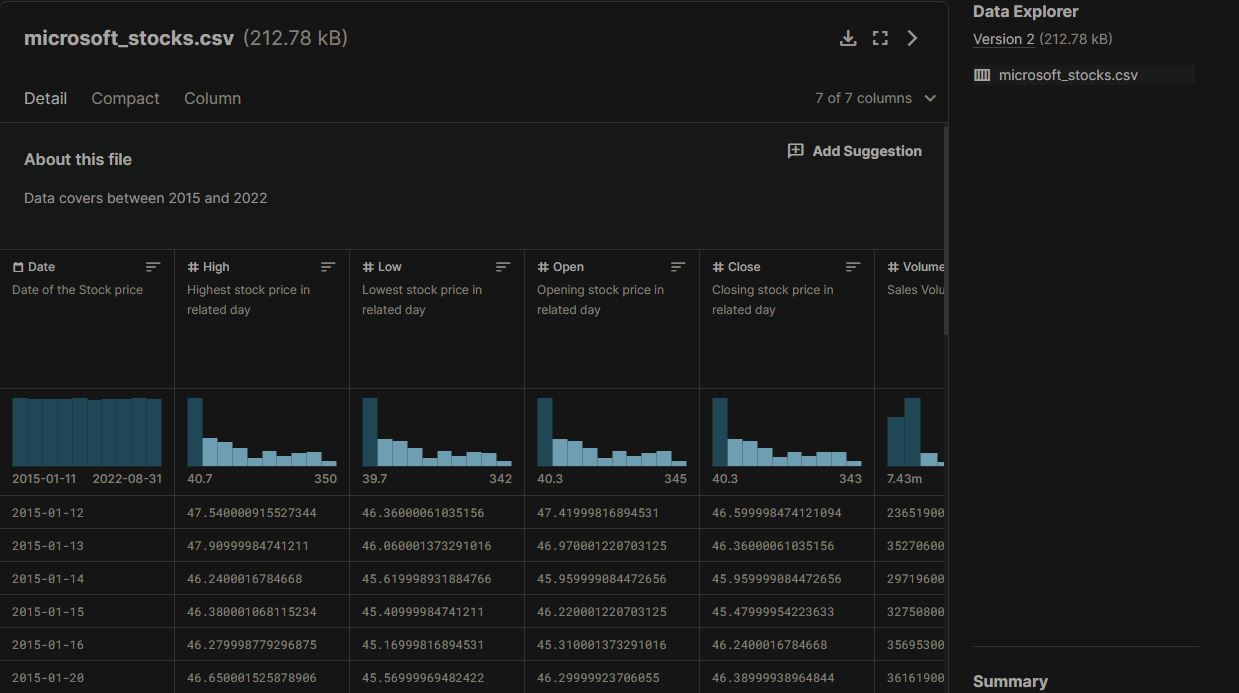 microsoft_stocks.csv (212.78 kB)
Detail Compact Column
7 of 7 columns
About this file
Add Suggestion
Data covers between 2015 and 2022
Date High Low Open Close Volume
Date of the Stock price Highest stock price in Lowest stock price in Opening stock price in Closing stock price in Sales Volu
related day related day related day related day
2015-01-11 2022-08-31 40.7 350 39.7 342 40.3 345 40.3 343 7.43m
2015-01-12 47.540000915527344 46.36000061035156 47.41999816894531 46.599998474121094 23651900
2015-01-13 47.90999984741211 46.060001373291016 46.970001220703125 46.36000061035156 35270600
2015-01-14 46.2400016784668 45.619998931884766 45.959999084472656 45.959999084472656 29719600
2015-01-15 46.380001068115234 45.40999984741211 46.220001220703125 45.47999954223633 32750800
2015-01-16 46.279998779296875 45.16999816894531 45.310001373291016 46.2400016784668 35695300
2015-01-20 46.650001525878906 45.56999969482422 46.29999923706055 46.38999938964844 36161900
Data Explorer
Version 2 (212.78 kB)
microsoft_stocks.csv
Summary